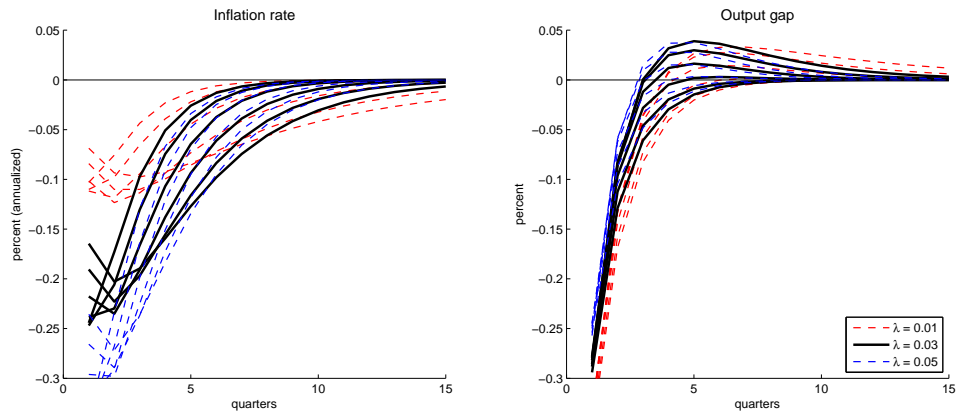 Inflation rate
0.05
0
−0.05
−0.1
−0.15
−0.2
−0.25
−0.3
percent (annualized)
0 5 10 15
quarters
Output gap
0.05
0
−0.05
−0.1
−0.15
−0.2
−0.25
−0.3
percent
0 5 10 15
quarters
λ = 0.01
λ = 0.03
λ = 0.05